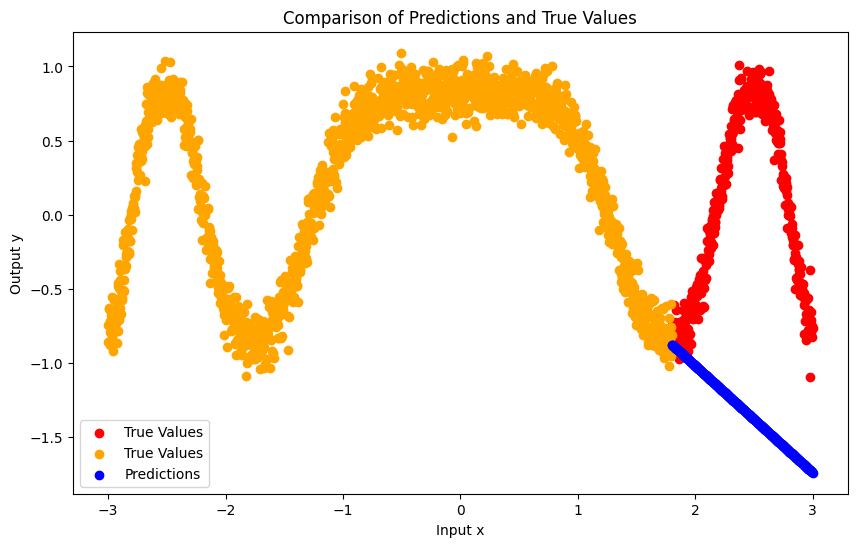 Comparison of Predictions and True Values
1.0
0.5
0.0
−0.5
−1.0
−1.5
Output y
True Values
True Values
Predictions
−3 −2 −1 0 1 2 3
Input x